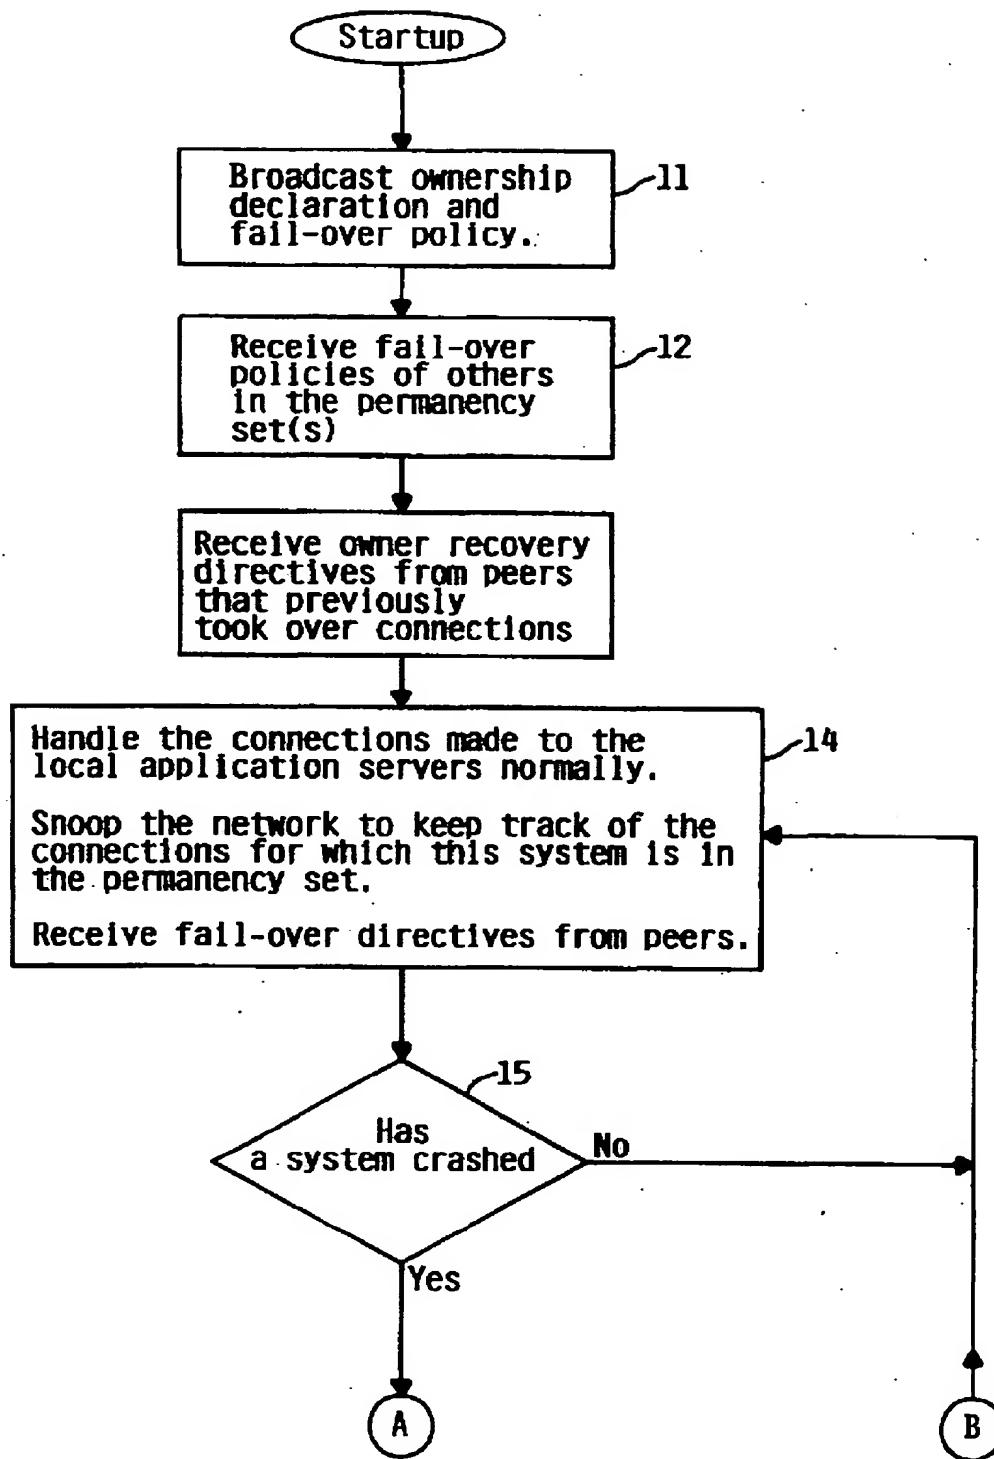 Startup
Broadcast ownership
declaration and
fail-over policy.
11
Receive fail-over
policies of others
in the permanency
set(s)
12
Receive owner recovery
directives from peers
that previously
took over connections
Handle the connections made to the
local application servers normally.
Snoop the network to keep track of the
connections for which this system is in
the permanency set.
Receive fail-over directives from peers.
14
15
Has
a system crashed
No
Yes
A
B